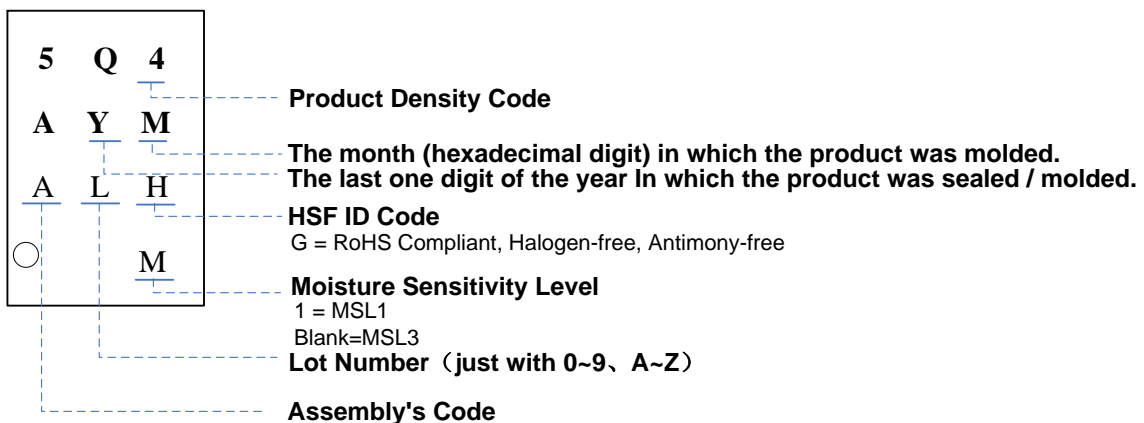 5 Q 4
A Y M
A L H
M
Product Density Code
The month (hexadecimal digit) in which the product was molded.
The last one digit of the year In which the product was sealed / molded.
HSF ID Code
G = RoHS Compliant, Halogen-free, Antimony-free
Moisture Sensitivity Level
1 = MSL1
Blank=MSL3
Lot Number（just with 0~9、A~Z）
Assembly's Code